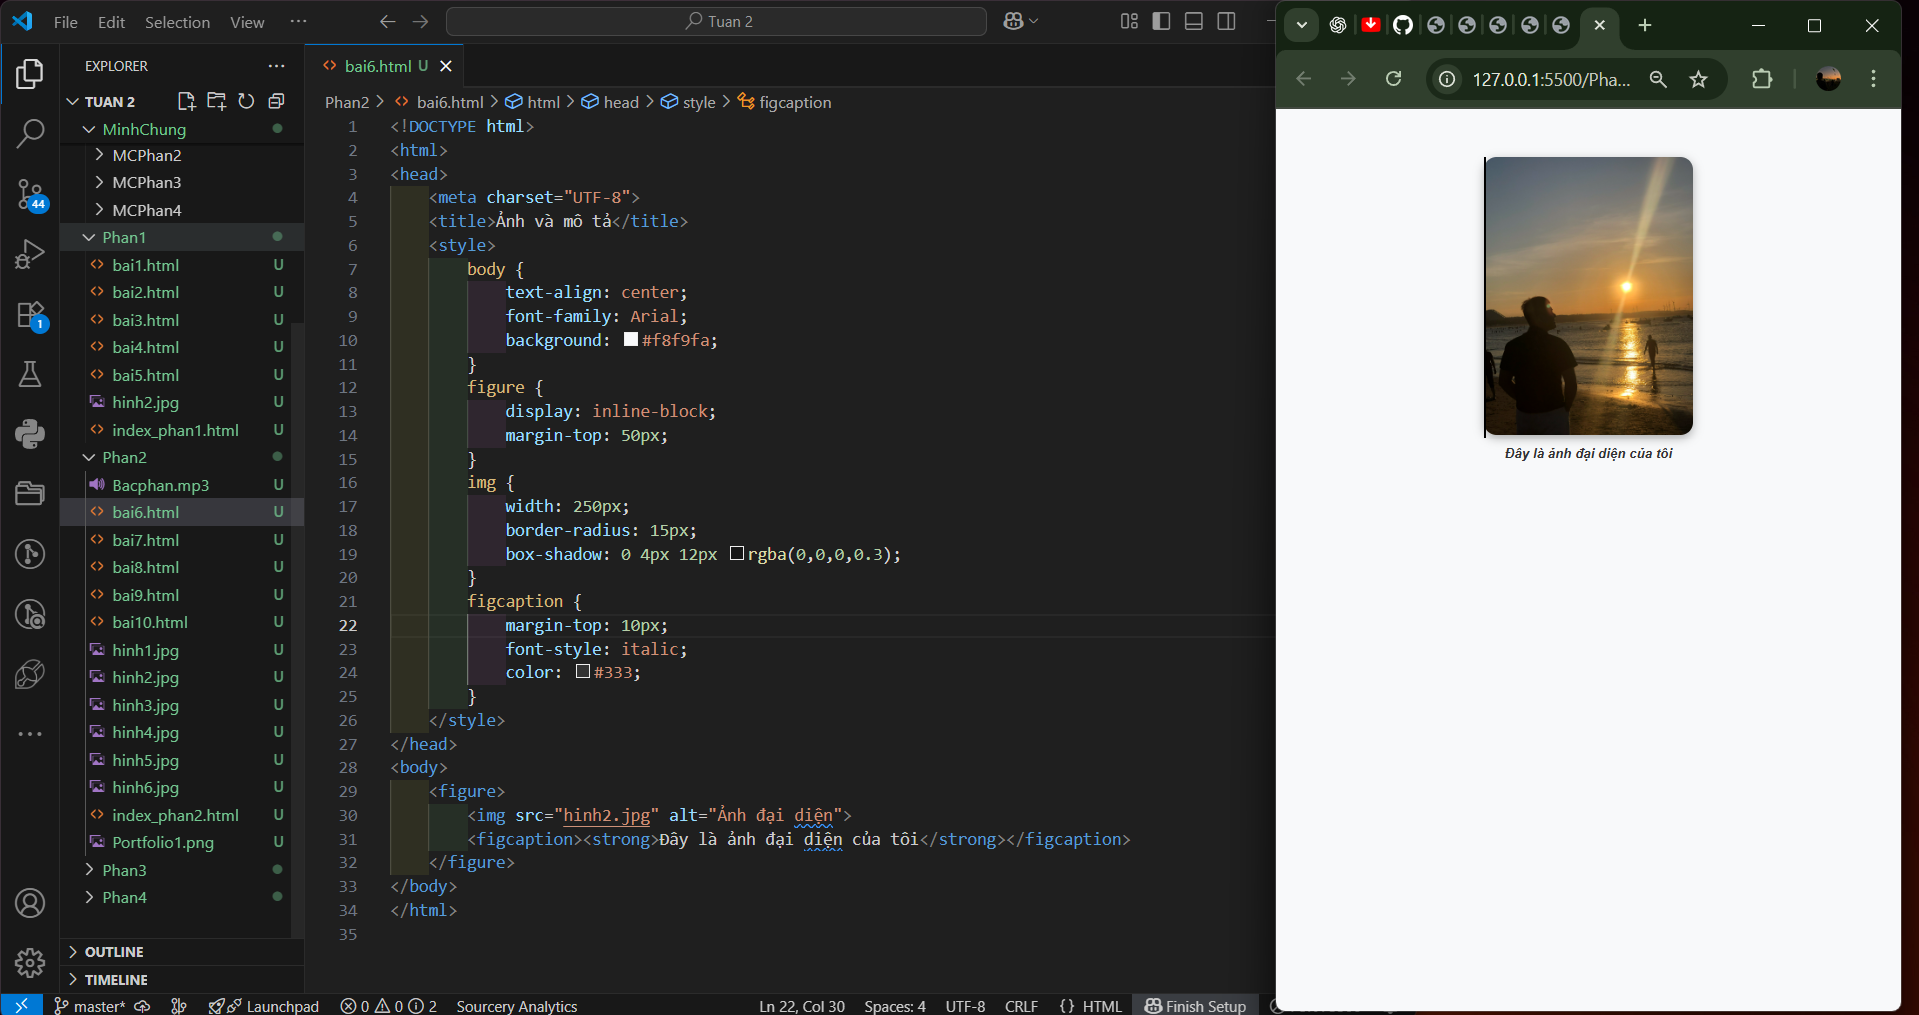 File Edit Selection View ···
Tuan 2
EXPLORER
TUAN 2
MinhChung
MCPhan2
MCPhan3
MCPhan4
Phan1
bai1.html U
bai2.html U
bai3.html U
bai4.html U
bai5.html U
hinh2.jpg U
index_phan1.html U
Phan2
Bacphan.mp3 U
bai6.html U
bai7.html U
bai8.html U
bai9.html U
bai10.html U
hinh1.jpg U
hinh2.jpg U
hinh3.jpg U
hinh4.jpg U
hinh5.jpg U
hinh6.jpg U
index_phan2.html U
Portfolio1.png U
Phan3
Phan4
OUTLINE
TIMELINE
44
1
bai6.html U
Phan2 > bai6.html > html > head > style > figcaption
1 <!DOCTYPE html>
2 <html>
3 <head>
4 <meta charset="UTF-8">
5 <title>Ảnh và mô tả</title>
6 <style>
7 body {
8 text-align: center;
9 font-family: Arial;
10 background: #f8f9fa;
11 }
12 figure {
13 display: inline-block;
14 margin-top: 50px;
15 }
16 img {
17 width: 250px;
18 border-radius: 15px;
19 box-shadow: 0 4px 12px rgba(0,0,0,0.3);
20 }
21 figcaption {
22 margin-top: 10px;
23 font-style: italic;
24 color: #333;
25 }
26 </style>
27 </head>
28 <body>
29 <figure>
30 <img src="hinh2.jpg" alt="Ảnh đại diện">
31 <figcaption><strong>Đây là ảnh đại diện của tôi</strong></figcaption>
32 </figure>
33 </body>
34 </html>
35
master* Launchpad 0 0 2 Sourcery Analytics
Ln 22, Col 30 Spaces: 4 UTF-8 CRLF {} HTML Finish Setup
127.0.0.1:5500/Pha...
Đây là ảnh đại diện của tôi